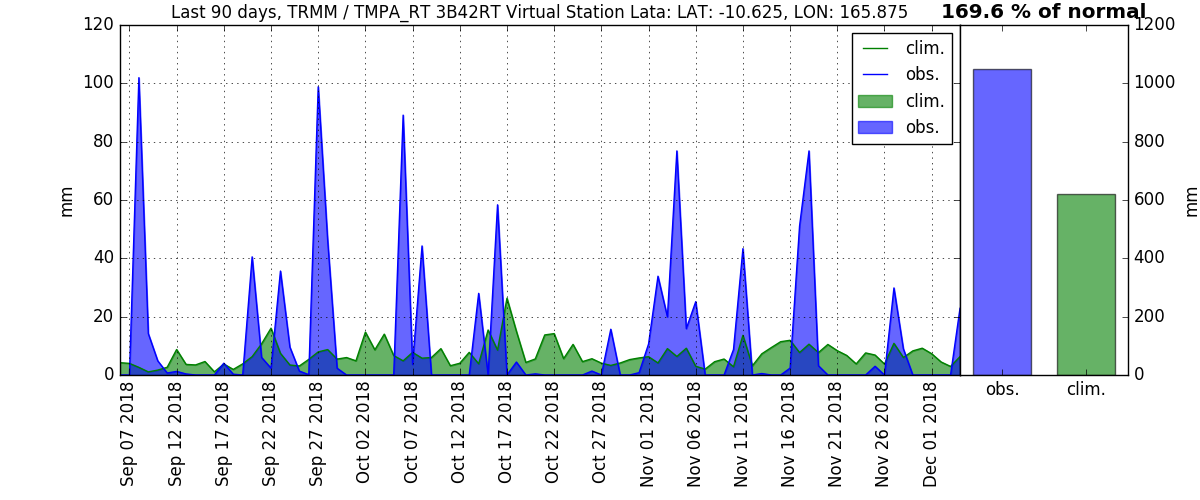 Last 90 days, TRMM / TMPA_RT 3B42RT Virtual Station Lata: LAT: -10.625, LON: 165.875
169.6 % of normal
mm
120
100
80
60
40
20
0
clim.
obs.
clim.
obs.
1200
1000
800
600
400
200
0
mm
obs.
clim.
Sep 07 2018
Sep 12 2018
Sep 17 2018
Sep 22 2018
Sep 27 2018
Oct 02 2018
Oct 07 2018
Oct 12 2018
Oct 17 2018
Oct 22 2018
Oct 27 2018
Nov 01 2018
Nov 06 2018
Nov 11 2018
Nov 16 2018
Nov 21 2018
Nov 26 2018
Dec 01 2018